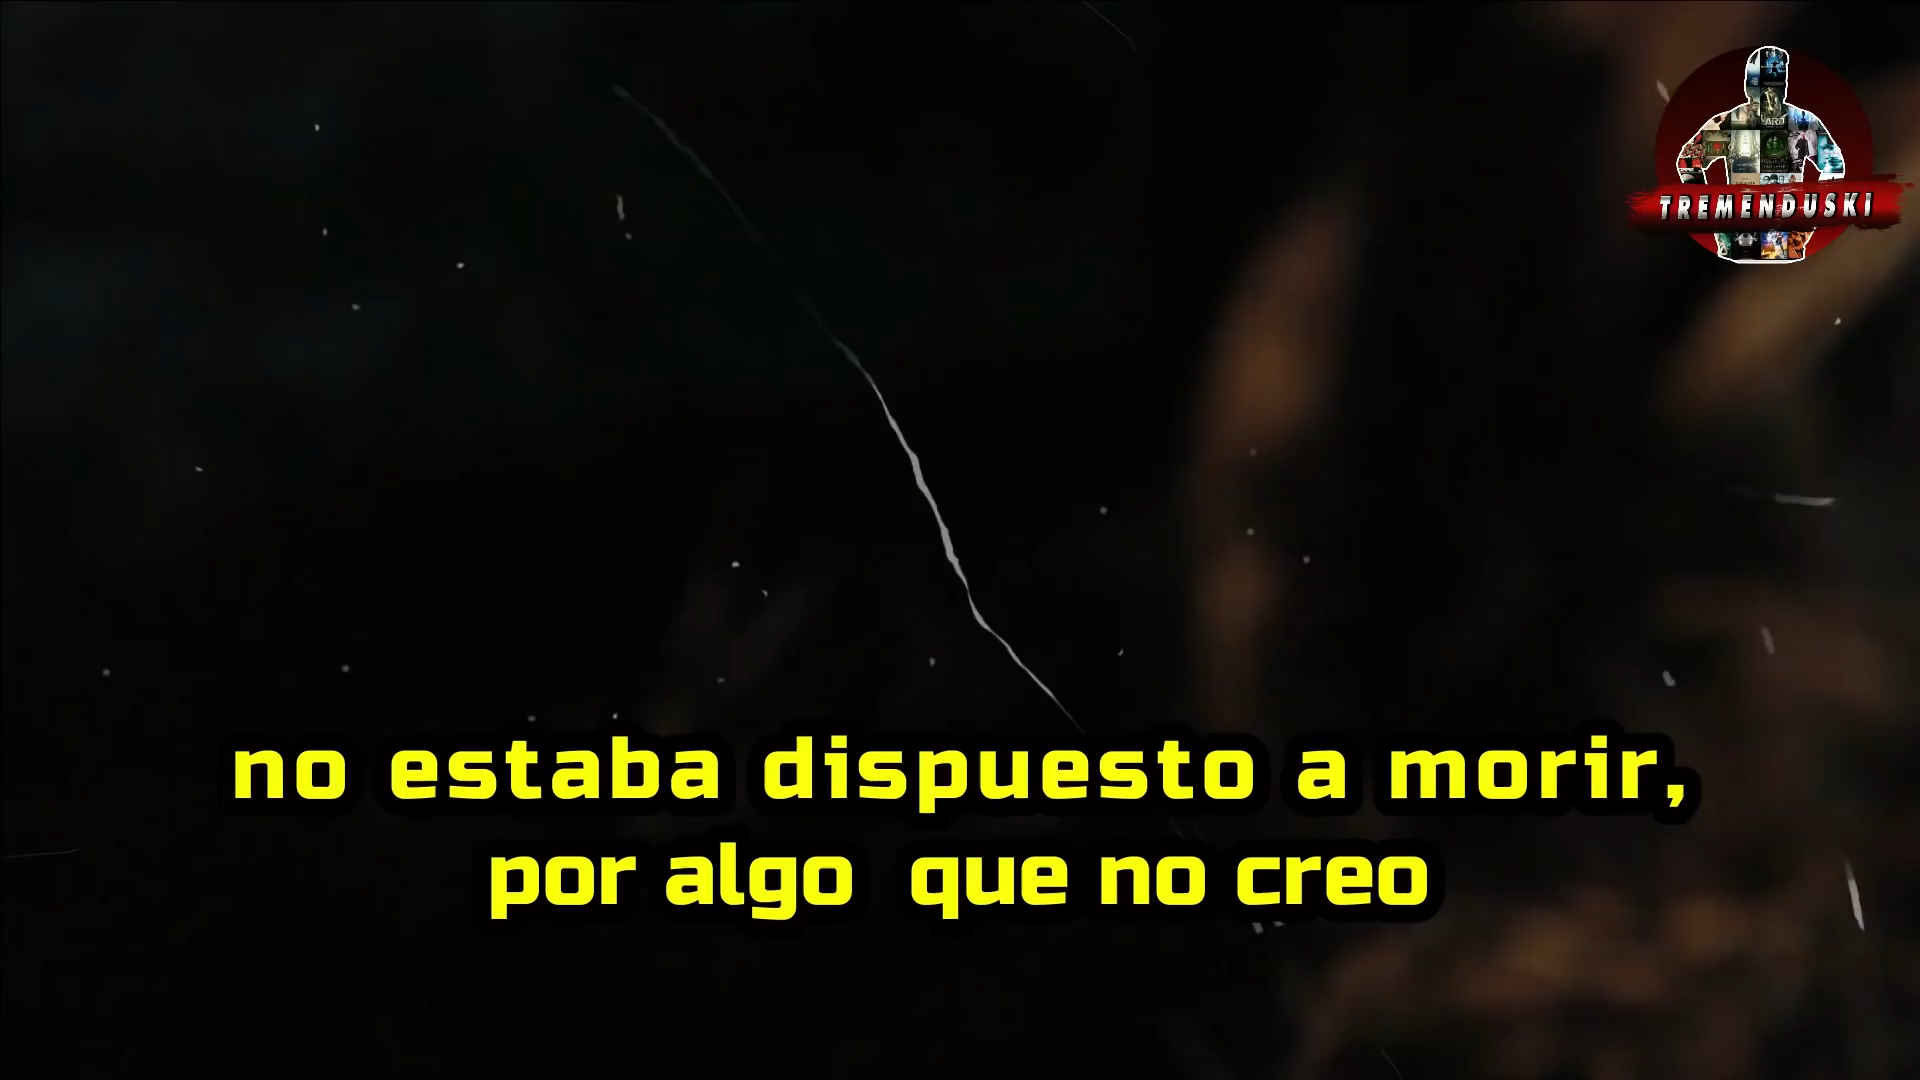 TREMENDUSKI
no estaba dispuesto a morir,
por algo que no creo